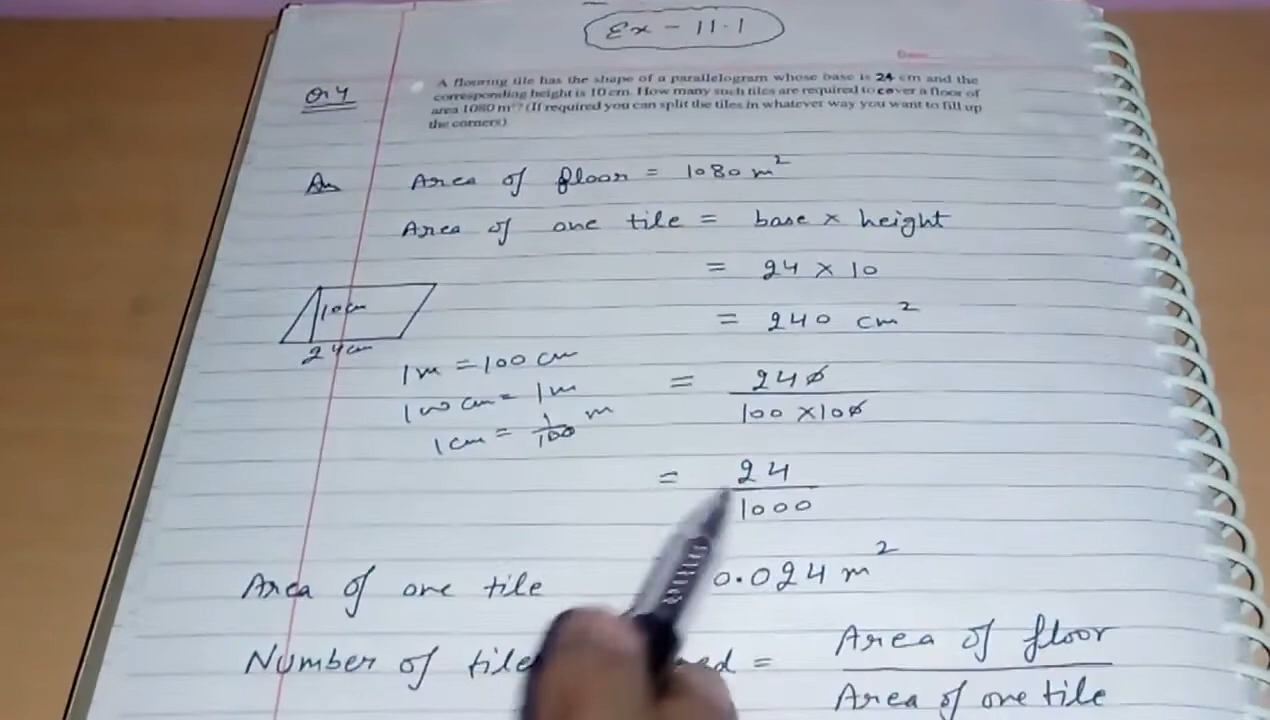 Ex - 11.1
Date
Qr 4
A flooring tile has the shape of a parallelogram whose base is 24 cm and the
corresponding height is 10 cm. How many such tiles are required to cover a floor of
area 1080 m²? (If required you can split the tiles in whatever way you want to fill up
the corners)
An Area of floor = 1080 m²
Area of one tile = base × height
= 24 × 10
10cm
24cm
= 240 cm²
1m = 100 cm
100 cm = 1m
1cm = 1/100 m
= 240/100 × 100
= 24/1000
Area of one tile 0.024 m²
Number of tile = Area of floor/Area of one tile